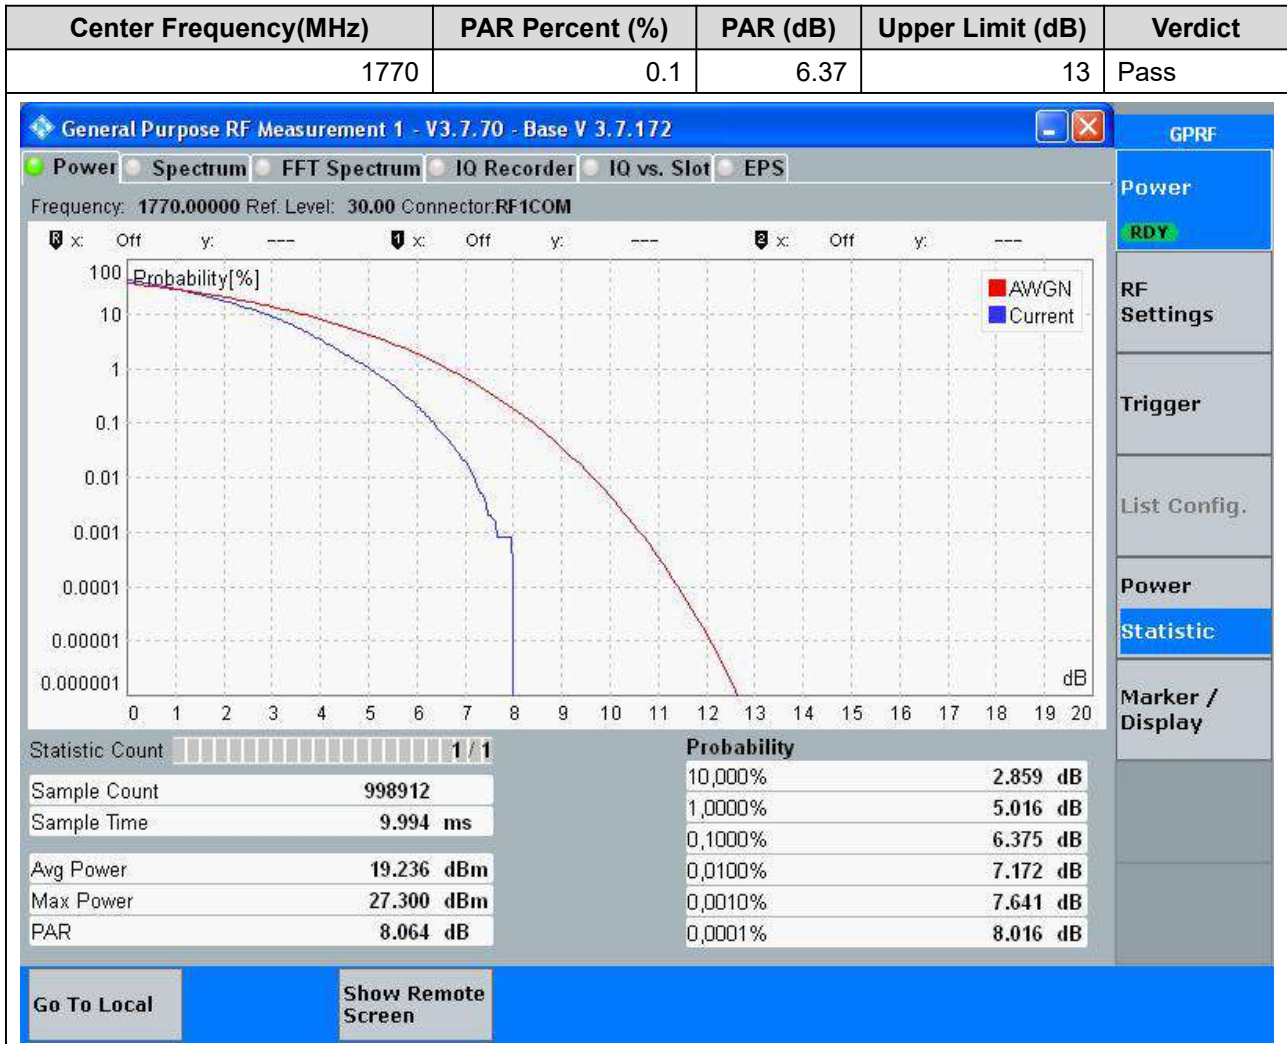 Center Frequency(MHz) PAR Percent (%) PAR (dB) Upper Limit (dB) Verdict
1770 0.1 6.37 13 Pass
General Purpose RF Measurement 1 - V3.7.70 - Base V 3.7.172
GPRF
Power Spectrum FFT Spectrum IQ Recorder IQ vs. Slot EPS
Frequency: 1770.00000 Ref. Level: 30.00 Connector:RF1COM
R x: Off y: --- 1 x: Off y: --- 2 x: Off y: ---
Probability[%]
AWGN
Current
100
10
1
0.1
0.01
0.001
0.0001
0.00001
0.000001
dB
0 1 2 3 4 5 6 7 8 9 10 11 12 13 14 15 16 17 18 19 20
Statistic Count 1 / 1
Sample Count 998912
Sample Time 9.994 ms
Avg Power 19.236 dBm
Max Power 27.300 dBm
PAR 8.064 dB
Probability
10,000% 2.859 dB
1,0000% 5.016 dB
0,1000% 6.375 dB
0,0100% 7.172 dB
0,0010% 7.641 dB
0,0001% 8.016 dB
Power
RDY
RF
Settings
Trigger
List Config.
Power
Statistic
Marker /
Display
Go To Local
Show Remote
Screen